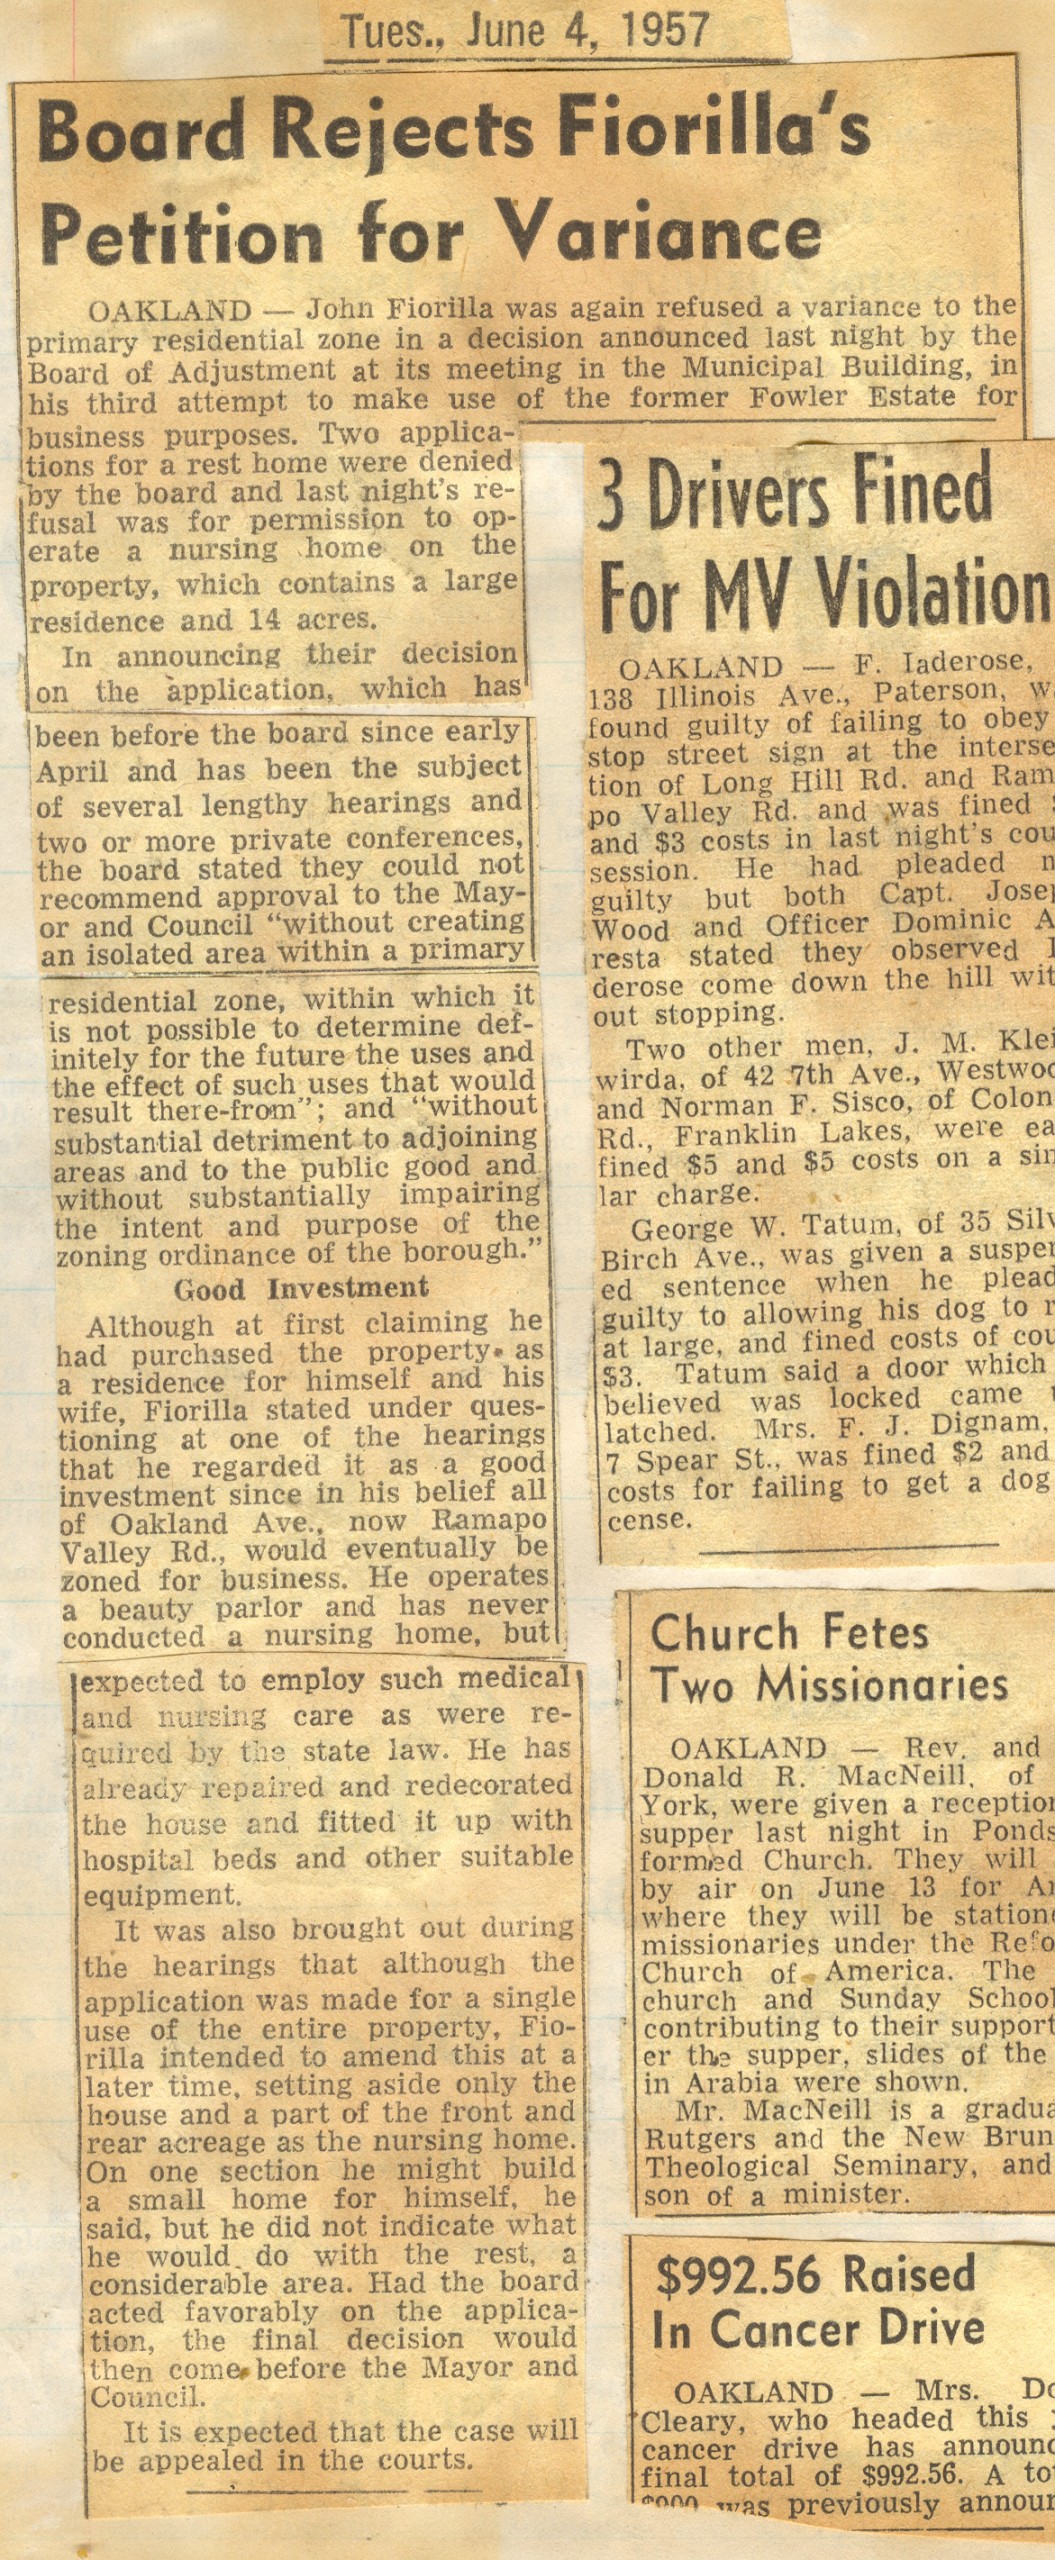 Tues., June 4, 1957
Board Rejects Fiorilla's
Petition for Variance
OAKLAND — John Fiorilla was again refused a variance to the
primary residential zone in a decision announced last night by the
Board of Adjustment at its meeting in the Municipal Building, in
his third attempt to make use of the former Fowler Estate for
business purposes. Two applica-
tions for a rest home were denied
by the board and last night's re-
fusal was for permission to op-
erate a nursing home on the
property, which contains a large
residence and 14 acres.
In announcing their decision
on the application, which has
been before the board since early
April and has been the subject
of several lengthy hearings and
two or more private conferences,
the board stated they could not
recommend approval to the May-
or and Council "without creating
an isolated area within a primary
residential zone, within which it
is not possible to determine def-
initely for the future the uses and
the effect of such uses that would
result there-from"; and "without
substantial detriment to adjoining
areas and to the public good and
without substantially impairing
the intent and purpose of the
zoning ordinance of the borough."
Good Investment
Although at first claiming he
had purchased the property as
a residence for himself and his
wife, Fiorilla stated under ques-
tioning at one of the hearings
that he regarded it as a good
investment since in his belief all
of Oakland Ave., now Ramapo
Valley Rd., would eventually be
zoned for business. He operates
a beauty parlor and has never
conducted a nursing home, but
expected to employ such medical
and nursing care as were re-
quired by the state law. He has
already repaired and redecorated
the house and fitted it up with
hospital beds and other suitable
equipment.
It was also brought out during
the hearings that although the
application was made for a single
use of the entire property, Fio-
rilla intended to amend this at a
later time, setting aside only the
house and a part of the front and
rear acreage as the nursing home.
On one section he might build
a small home for himself, he
said, but he did not indicate what
he would do with the rest, a
considerable area. Had the board
acted favorably on the applica-
tion, the final decision would
then come before the Mayor and
Council.
It is expected that the case will
be appealed in the courts.
3 Drivers Fined
For MV Violation
OAKLAND — F. Iaderose,
138 Illinois Ave., Paterson, w
found guilty of failing to obey
stop street sign at the interse
tion of Long Hill Rd. and Ram
po Valley Rd. and was fined
and $3 costs in last night's cou
session. He had pleaded n
guilty but both Capt. Josep
Wood and Officer Dominic A
resta stated they observed I
derose come down the hill wit
out stopping.
Two other men, J. M. Klei
wirda, of 42 7th Ave., Westwoo
and Norman F. Sisco, of Colon
Rd., Franklin Lakes, were ea
fined $5 and $5 costs on a sim
lar charge.
George W. Tatum, of 35 Silv
Birch Ave., was given a suspen
ed sentence when he plead
guilty to allowing his dog to r
at large, and fined costs of cou
$3. Tatum said a door which
believed was locked came
latched. Mrs. F. J. Dignam,
7 Spear St., was fined $2 and
costs for failing to get a dog
cense.
Church Fetes
Two Missionaries
OAKLAND — Rev. and
Donald R. MacNeill, of
York, were given a reception
supper last night in Ponds
formed Church. They will
by air on June 13 for Ar
where they will be statione
missionaries under the Refo
Church of America. The
church and Sunday School
contributing to their support
er the supper, slides of the
in Arabia were shown.
Mr. MacNeill is a gradua
Rutgers and the New Brun
Theological Seminary, and
son of a minister.
$992.56 Raised
In Cancer Drive
OAKLAND — Mrs. Do
Cleary, who headed this
cancer drive has announc
final total of $992.56. A to
was previously announ